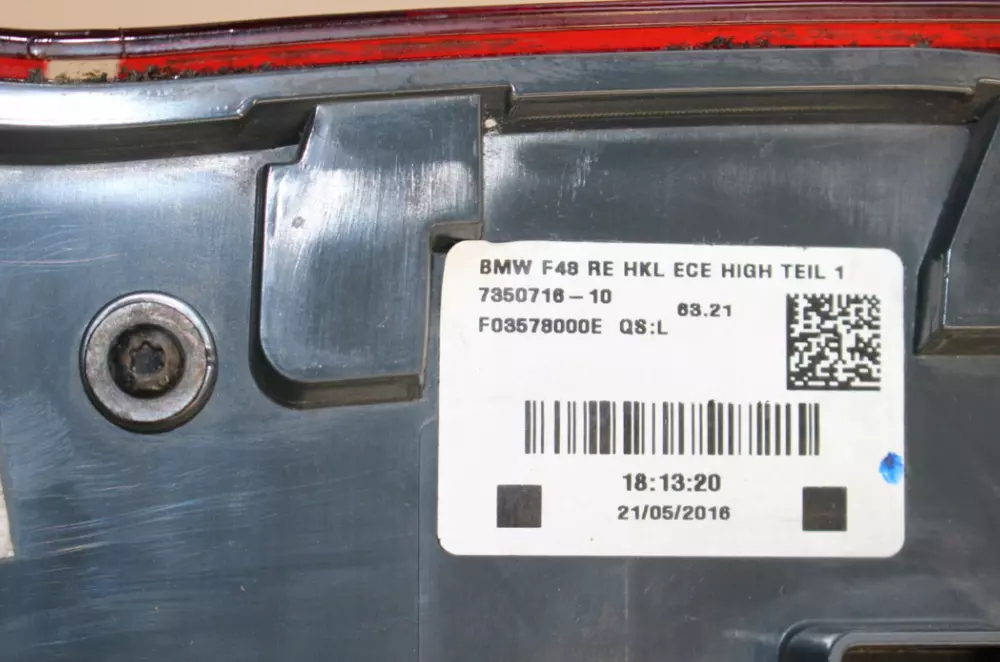 BMW F48 RE HKL ECE HIGH TEIL 1
7350716-10
63.21
F03578000E QS:L
18:13:20
21/05/2016